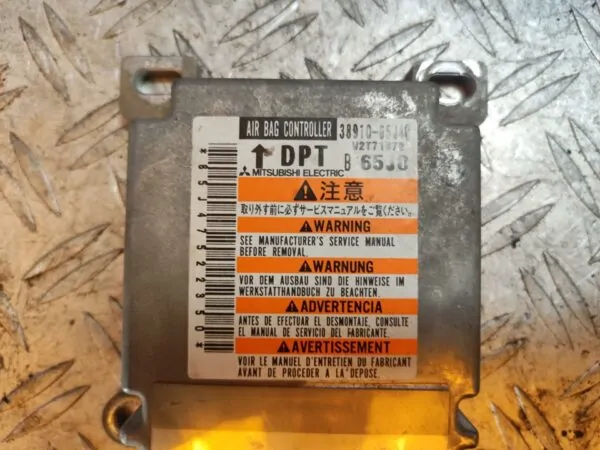 AIR BAG CONTROLLER
↑ DPT B 65J0
MITSUBISHI ELECTRIC
注意
取り外す前に必ずサービスマニュアルをご覧ください。
WARNING
SEE MANUFACTURER'S SERVICE MANUAL
BEFORE REMOVAL.
WARNUNG
VOR DEM AUSBAU SIND DIE HINWEISE IM
WERKSTATTHANDBUCH ZU BEACHTEN.
ADVERTENCIA
ANTES DE EFECTUAR EL DESMONTAJE, CONSULTE
EL MANUAL DE SERVICIO DEL FABRICANTE.
AVERTISSEMENT
VOIR LE MANUEL D'ENTRETIEN DU FABRICANT
AVANT DE PROCÉDER À LA DÉPOSE.
*65J475222350*